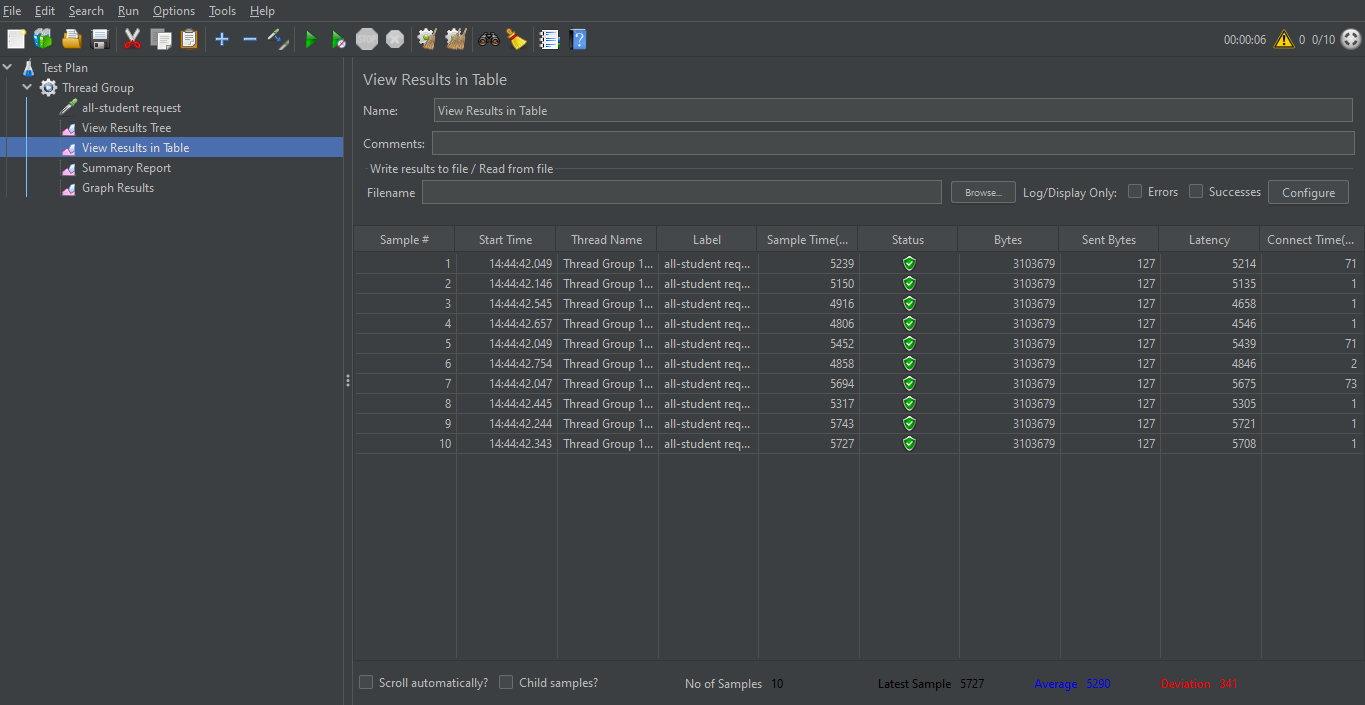 File Edit Search Run Options Tools Help
STOP 00:00:06 0 0/10
Test Plan
Thread Group
all-student request
View Results Tree
View Results in Table
Summary Report
Graph Results
View Results in Table
Name: View Results in Table
Comments:
Write results to file / Read from file
Filename Browse... Log/Display Only: Errors Successes Configure
Sample # Start Time Thread Name Label Sample Time(... Status Bytes Sent Bytes Latency Connect Time(...
1 14:44:42.049 Thread Group 1... all-student req... 5239 3103679 127 5214 71
2 14:44:42.146 Thread Group 1... all-student req... 5150 3103679 127 5135 1
3 14:44:42.545 Thread Group 1... all-student req... 4916 3103679 127 4658 1
4 14:44:42.657 Thread Group 1... all-student req... 4806 3103679 127 4546 1
5 14:44:42.049 Thread Group 1... all-student req... 5452 3103679 127 5439 71
6 14:44:42.754 Thread Group 1... all-student req... 4858 3103679 127 4846 2
7 14:44:42.047 Thread Group 1... all-student req... 5694 3103679 127 5675 73
8 14:44:42.445 Thread Group 1... all-student req... 5317 3103679 127 5305 1
9 14:44:42.244 Thread Group 1... all-student req... 5743 3103679 127 5721 1
10 14:44:42.343 Thread Group 1... all-student req... 5727 3103679 127 5708 1
Scroll automatically? Child samples? No of Samples 10 Latest Sample 5727 Average 5290 Deviation 341